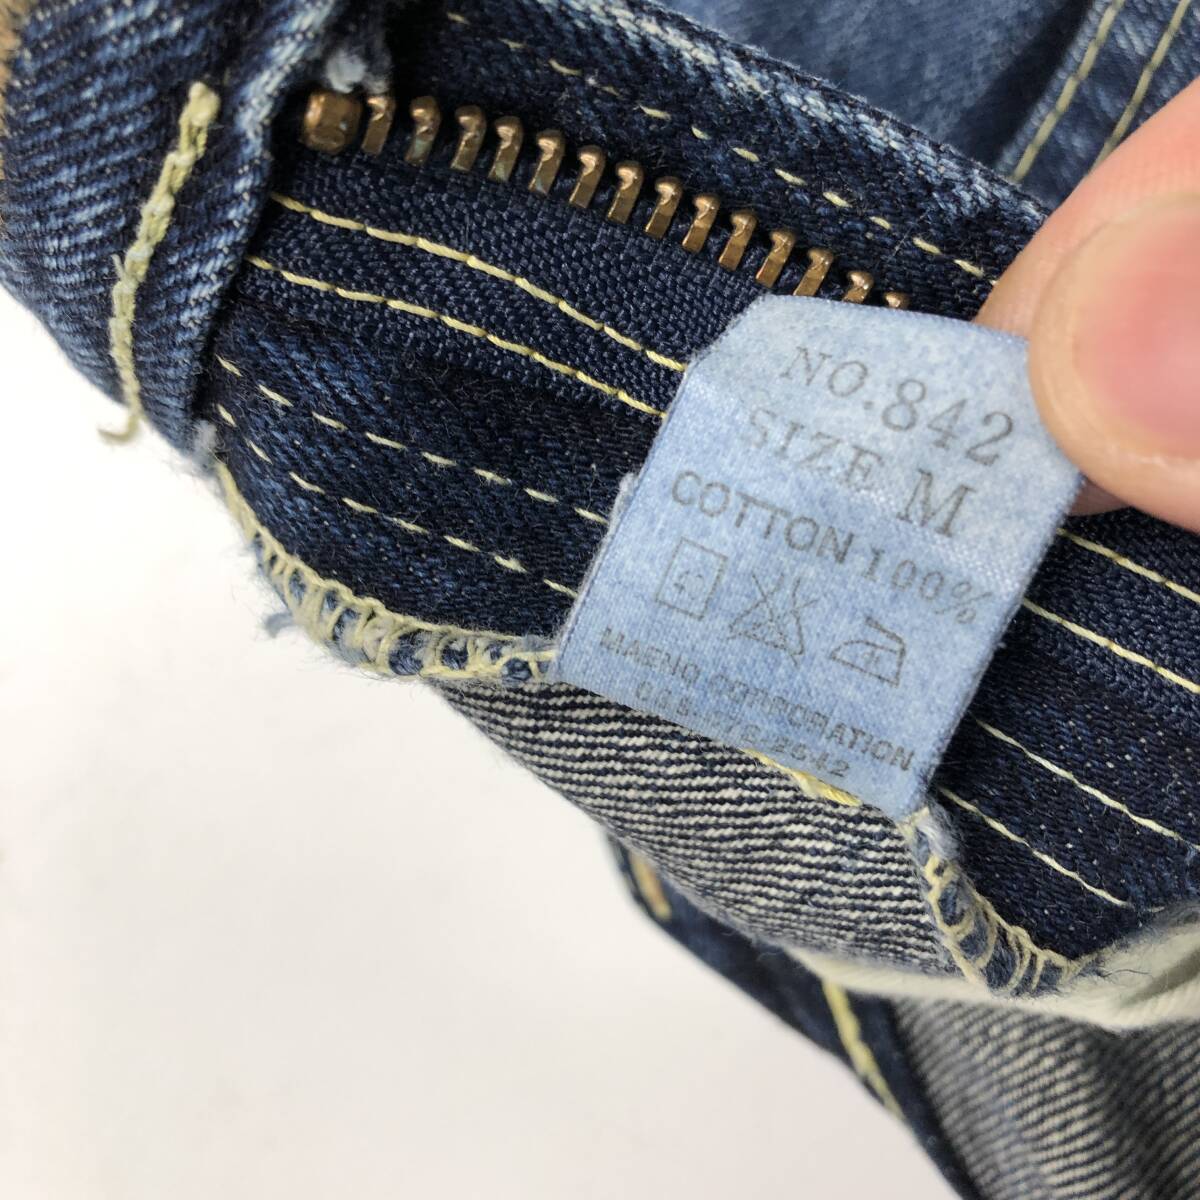 NO.842
SIZE M
COTTON 100%
MAENO CORPORATION